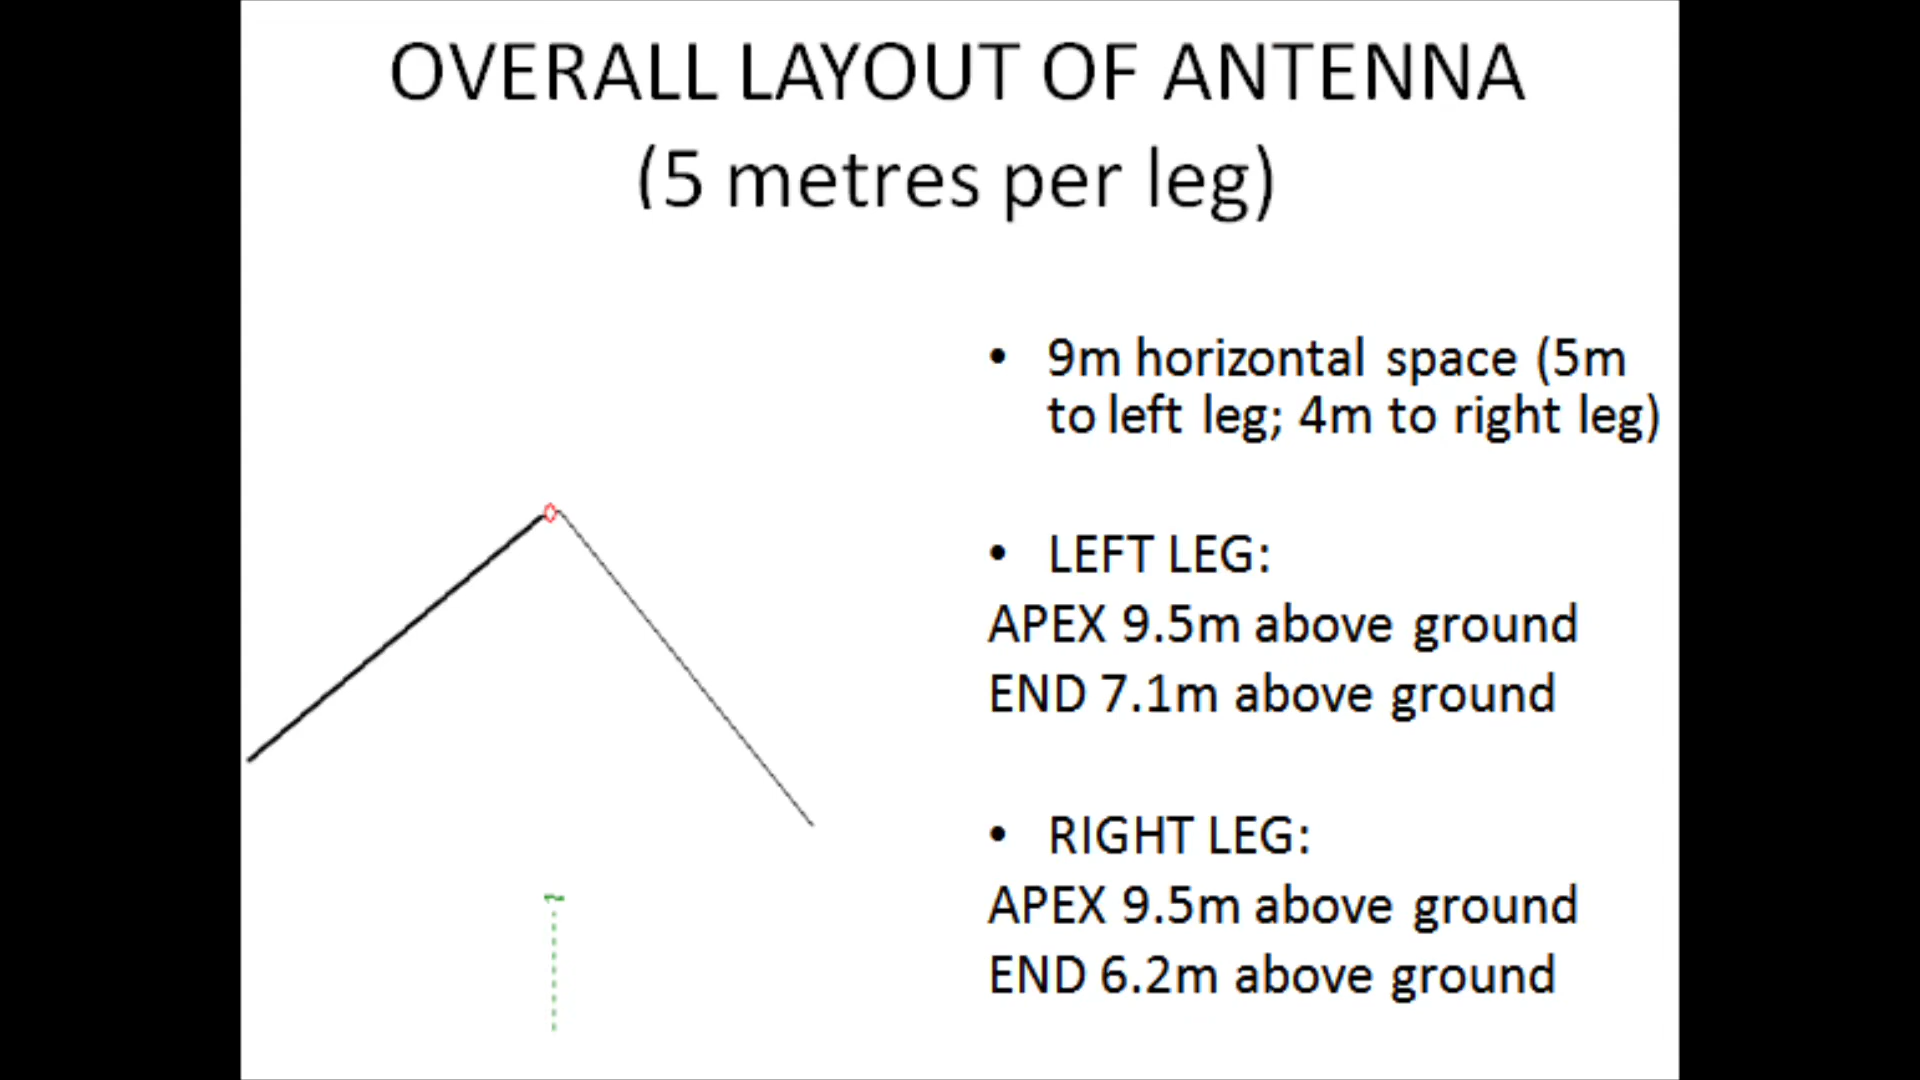 OVERALL LAYOUT OF ANTENNA
(5 metres per leg)
• 9m horizontal space (5m
to left leg; 4m to right leg)
• LEFT LEG:
APEX 9.5m above ground
END 7.1m above ground
• RIGHT LEG:
APEX 9.5m above ground
END 6.2m above ground